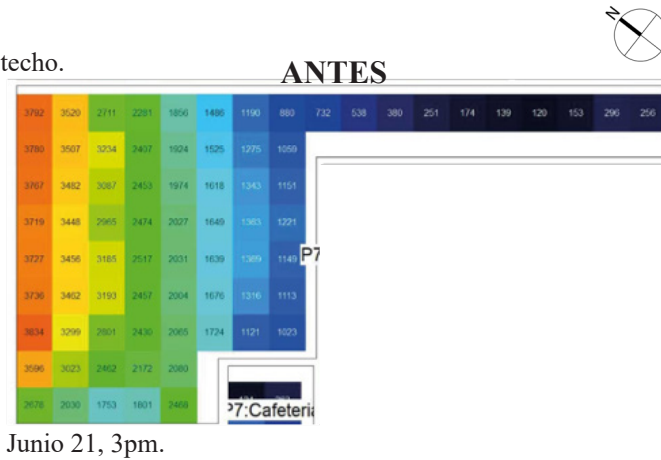 N
techo.
ANTES
3792 3520 2711 2281 1856 1486 1190 880 732 538 380 251 174 139 120 153 296 256
3780 3507 3234 2407 1924 1525 1275 1059
3767 3482 3087 2453 1974 1618 1343 1151
3719 3448 2965 2474 2027 1649 1363 1221
3727 3456 3185 2517 2031 1639 1389 1149 P7
3736 3462 3193 2457 2004 1676 1316 1113
3834 3299 2801 2430 2065 1724 1121 1023
3596 3023 2462 2172 2080
2678 2030 1753 1801 2468
P7:Cafeteria
Junio 21, 3pm.